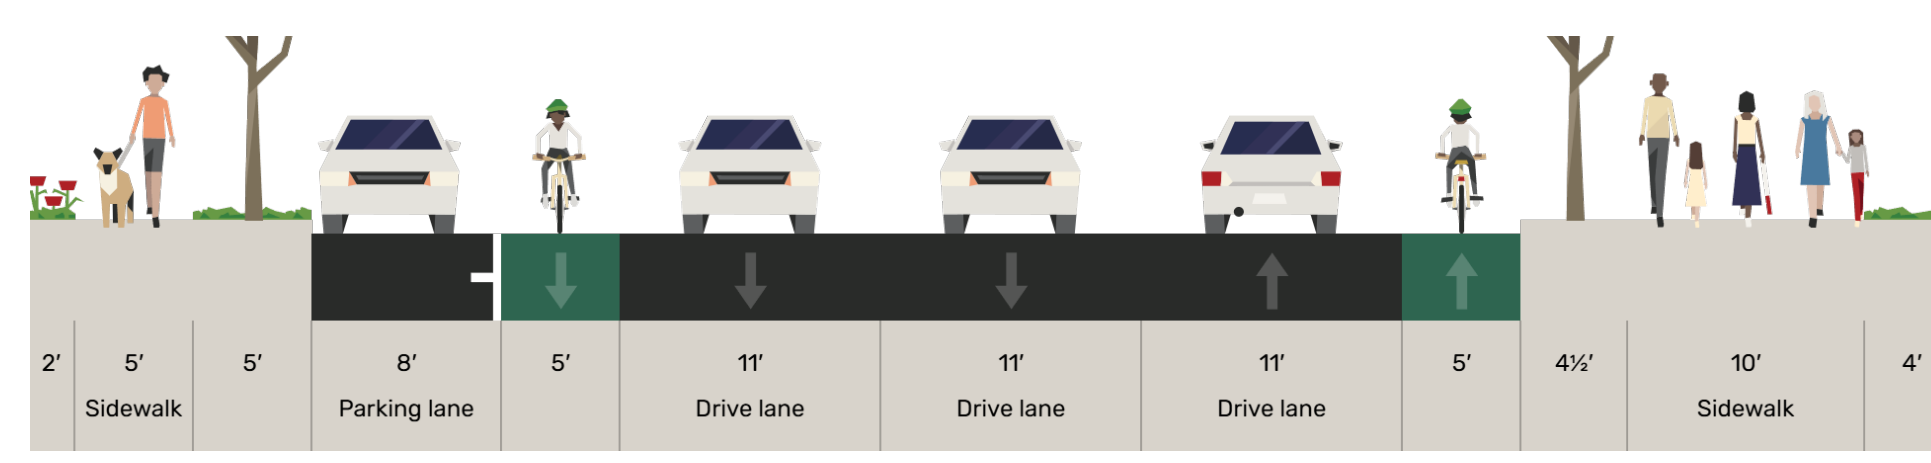 2′ 5′ 5′ 8′ 5′ 11′ 11′ 11′ 5′ 4½′ 10′ 4′
Sidewalk Parking lane Drive lane Drive lane Drive lane Sidewalk